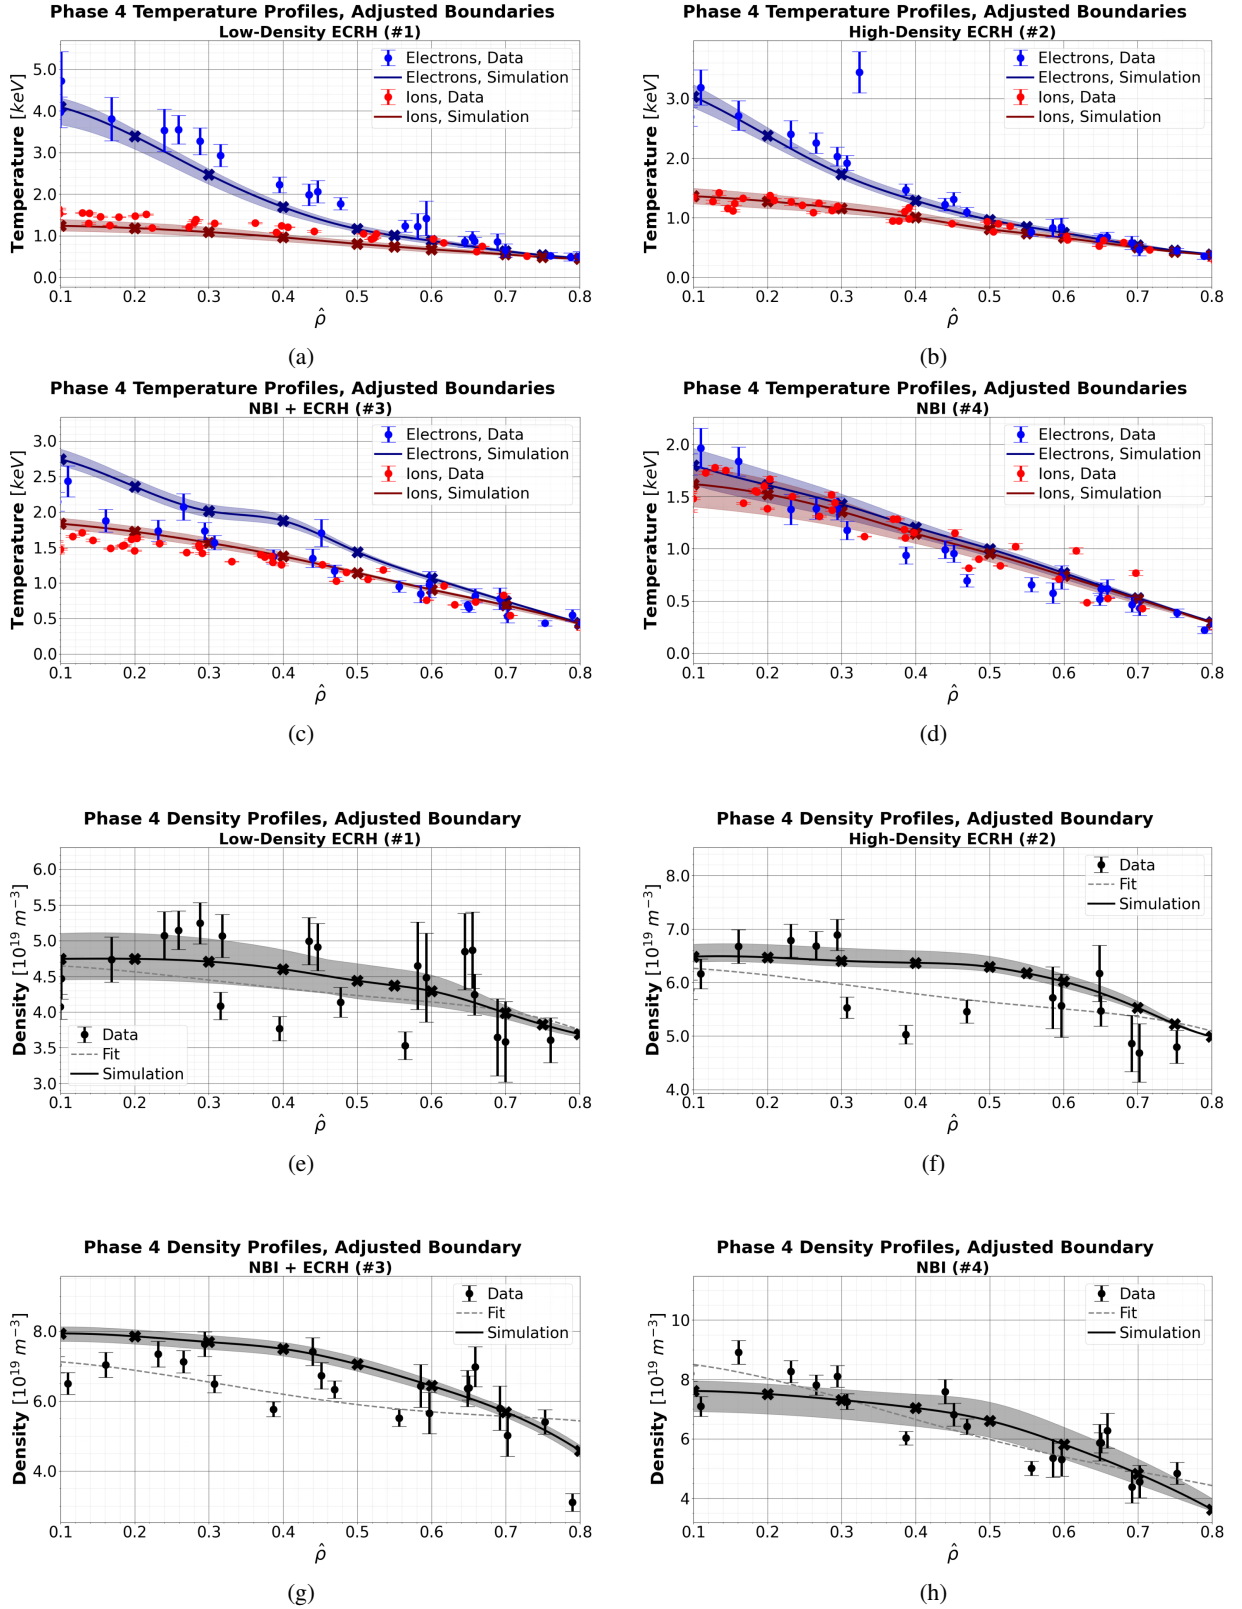 Phase 4 Temperature Profiles, Adjusted Boundaries
Low-Density ECRH (#1)
Temperature [keV]
5.0
4.0
3.0
2.0
1.0
0.0
Electrons, Data
Electrons, Simulation
Ions, Data
Ions, Simulation
0.1 0.2 0.3 0.4 0.5 0.6 0.7 0.8
ρ̂
(a)
Phase 4 Temperature Profiles, Adjusted Boundaries
High-Density ECRH (#2)
Temperature [keV]
3.0
2.0
1.0
0.0
Electrons, Data
Electrons, Simulation
Ions, Data
Ions, Simulation
0.1 0.2 0.3 0.4 0.5 0.6 0.7 0.8
ρ̂
(b)
Phase 4 Temperature Profiles, Adjusted Boundaries
NBI + ECRH (#3)
Temperature [keV]
3.0
2.5
2.0
1.5
1.0
0.5
0.0
Electrons, Data
Electrons, Simulation
Ions, Data
Ions, Simulation
0.1 0.2 0.3 0.4 0.5 0.6 0.7 0.8
ρ̂
(c)
Phase 4 Temperature Profiles, Adjusted Boundaries
NBI (#4)
Temperature [keV]
2.0
1.5
1.0
0.5
0.0
Electrons, Data
Electrons, Simulation
Ions, Data
Ions, Simulation
0.1 0.2 0.3 0.4 0.5 0.6 0.7 0.8
ρ̂
(d)
Phase 4 Density Profiles, Adjusted Boundary
Low-Density ECRH (#1)
Density [10¹⁹ m⁻³]
6.0
5.5
5.0
4.5
4.0
3.5
3.0
Data
Fit
Simulation
0.1 0.2 0.3 0.4 0.5 0.6 0.7 0.8
ρ̂
(e)
Phase 4 Density Profiles, Adjusted Boundary
High-Density ECRH (#2)
Density [10¹⁹ m⁻³]
8.0
7.0
6.0
5.0
4.0
Data
Fit
Simulation
0.1 0.2 0.3 0.4 0.5 0.6 0.7 0.8
ρ̂
(f)
Phase 4 Density Profiles, Adjusted Boundary
NBI + ECRH (#3)
Density [10¹⁹ m⁻³]
8.0
6.0
4.0
Data
Fit
Simulation
0.1 0.2 0.3 0.4 0.5 0.6 0.7 0.8
ρ̂
(g)
Phase 4 Density Profiles, Adjusted Boundary
NBI (#4)
Density [10¹⁹ m⁻³]
10
8
6
4
Data
Fit
Simulation
0.1 0.2 0.3 0.4 0.5 0.6 0.7 0.8
ρ̂
(h)